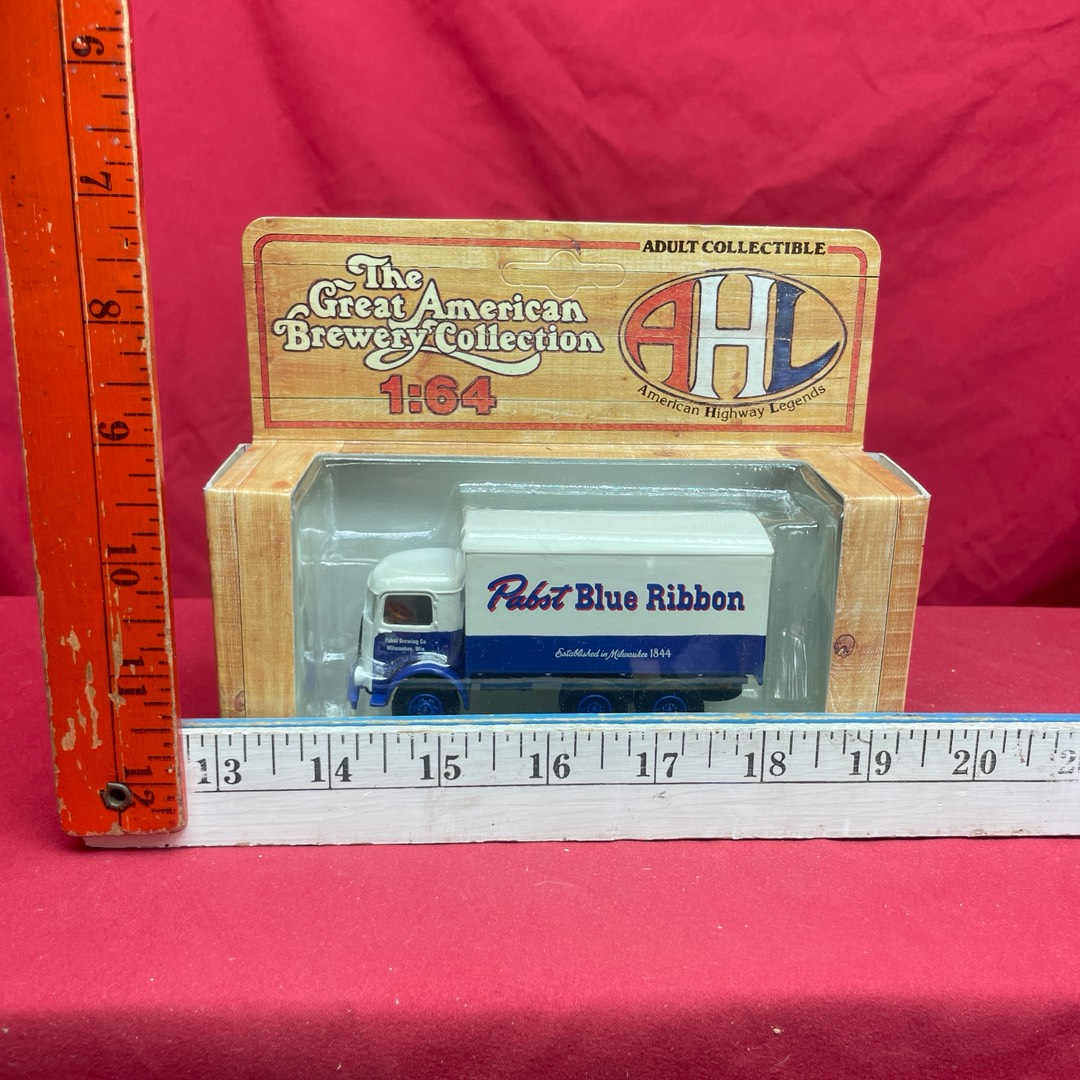 6
7
8
9
10
11
12
ADULT COLLECTIBLE
The
Great American
Brewery Collection
1:64
AHL
American Highway Legends
Pabst Blue Ribbon
Established in Milwaukee 1844
Pabst Brewing Co.
Milwaukee, Wis.
13 14 15 16 17 18 19 20 2